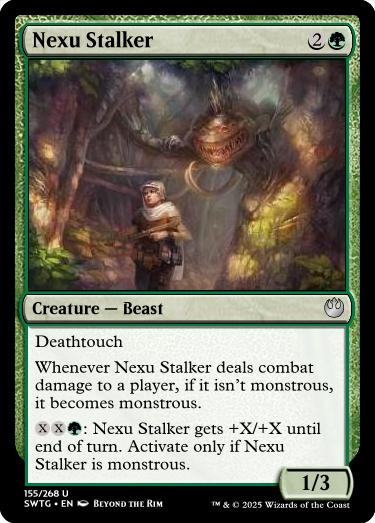 Nexu Stalker 2
Creature — Beast
Deathtouch
Whenever Nexu Stalker deals combat
damage to a player, if it isn't monstrous,
it becomes monstrous.
X X : Nexu Stalker gets +X/+X until
end of turn. Activate only if Nexu
Stalker is monstrous.
1/3
155/268 U
SWTG • EN Beyond the Rim
™ & © 2025 Wizards of the Coast